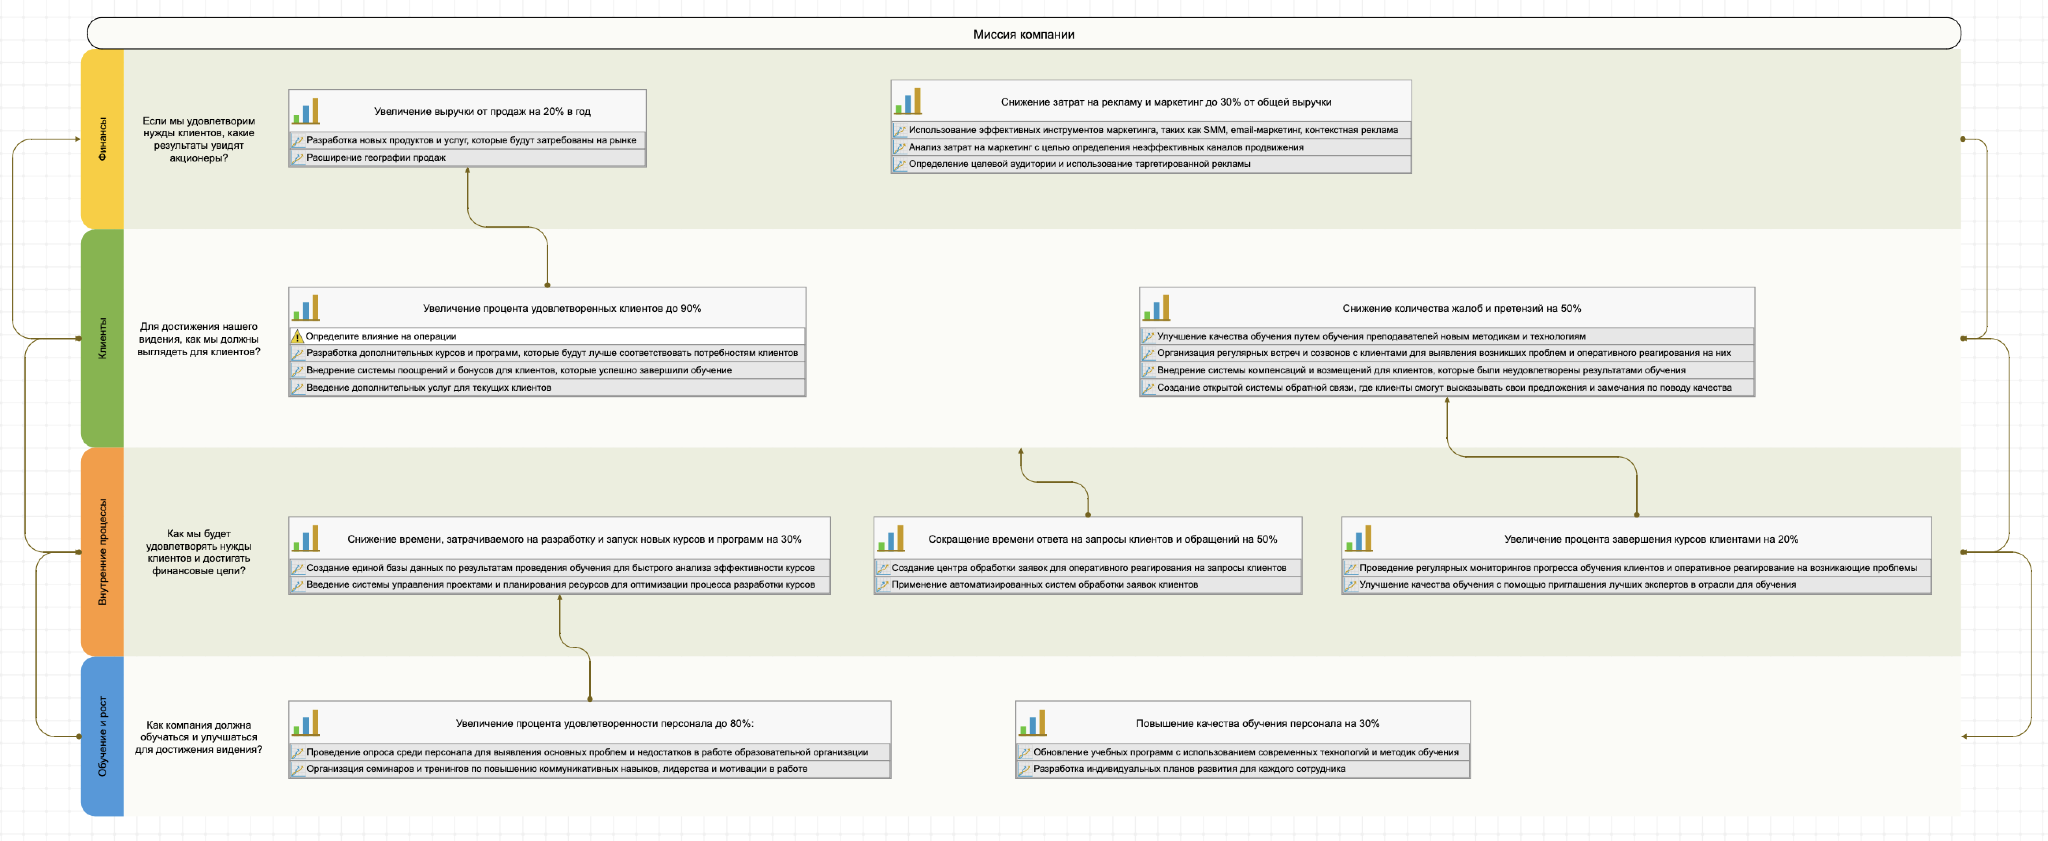 Миссия компании
Финансы
Если мы удовлетворим
нужды клиентов, какие
результаты увидят
акционеры?
Увеличение выручки от продаж на 20% в год
Разработка новых продуктов и услуг, которые будут затребованы на рынке
Расширение географии продаж
Снижение затрат на рекламу и маркетинг до 30% от общей выручки
Использование эффективных инструментов маркетинга, таких как SMM, email-маркетинг, контекстная реклама
Анализ затрат на маркетинг с целью определения неэффективных каналов продвижения
Определение целевой аудитории и использование таргетированной рекламы
Клиенты
Для достижения нашего
видения, как мы должны
выглядеть для клиентов?
Увеличение процента удовлетворенных клиентов до 90%
Определите влияние на операции
Разработка дополнительных курсов и программ, которые будут лучше соответствовать потребностям клиентов
Внедрение системы поощрений и бонусов для клиентов, которые успешно завершили обучение
Введение дополнительных услуг для текущих клиентов
Снижение количества жалоб и претензий на 50%
Улучшение качества обучения путем обучения преподавателей новым методикам и технологиям
Организация регулярных встреч и созвонов с клиентами для выявления возникших проблем и оперативного реагирования на них
Внедрение системы компенсаций и возмещений для клиентов, которые были неудовлетворены результатами обучения
Создание открытой системы обратной связи, где клиенты смогут высказывать свои предложения и замечания по поводу качества
Внутренние процессы
Как мы будет
удовлетворять нужды
клиентов и достигать
финансовые цели?
Снижение времени, затрачиваемого на разработку и запуск новых курсов и программ на 30%
Создание единой базы данных по результатам проведения обучения для быстрого анализа эффективности курсов
Введение системы управления проектами и планирования ресурсов для оптимизации процесса разработки курсов
Сокращение времени ответа на запросы клиентов и обращений на 50%
Создание центра обработки заявок для оперативного реагирования на запросы клиентов
Применение автоматизированных систем обработки заявок клиентов
Увеличение процента завершения курсов клиентами на 20%
Проведение регулярных мониторингов прогресса обучения клиентов и оперативное реагирование на возникающие проблемы
Улучшение качества обучения с помощью приглашения лучших экспертов в отрасли для обучения
Обучение и рост
Как компания должна
обучаться и улучшаться
для достижения видения?
Увеличение процента удовлетворенности персонала до 80%:
Проведение опроса среди персонала для выявления основных проблем и недостатков в работе образовательной организации
Организация семинаров и тренингов по повышению коммуникативных навыков, лидерства и мотивации в работе
Повышение качества обучения персонала на 30%
Обновление учебных программ с использованием современных технологий и методик обучения
Разработка индивидуальных планов развития для каждого сотрудника